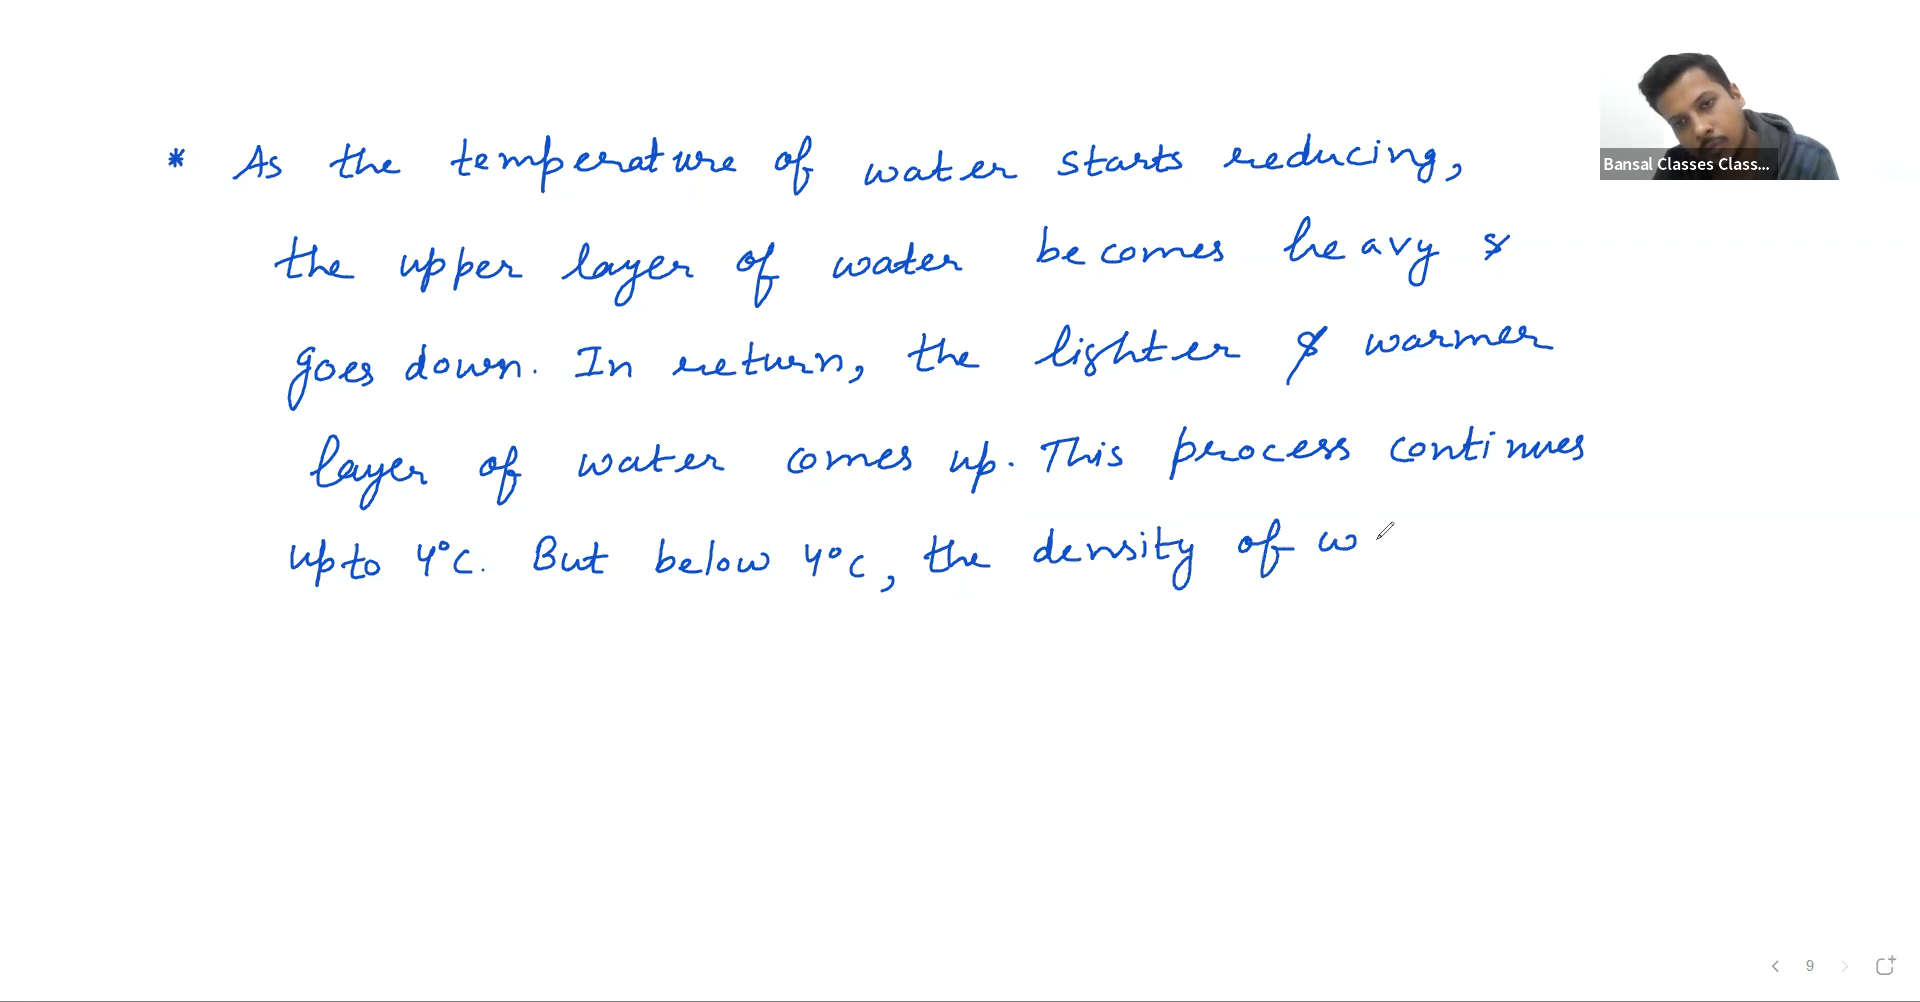 * As the temperature of water starts reducing,
the upper layer of water becomes heavy &
goes down. In return, the lighter & warmer
layer of water comes up. This process continues
upto 4°C. But below 4°C, the density of w
Bansal Classes Class...
9